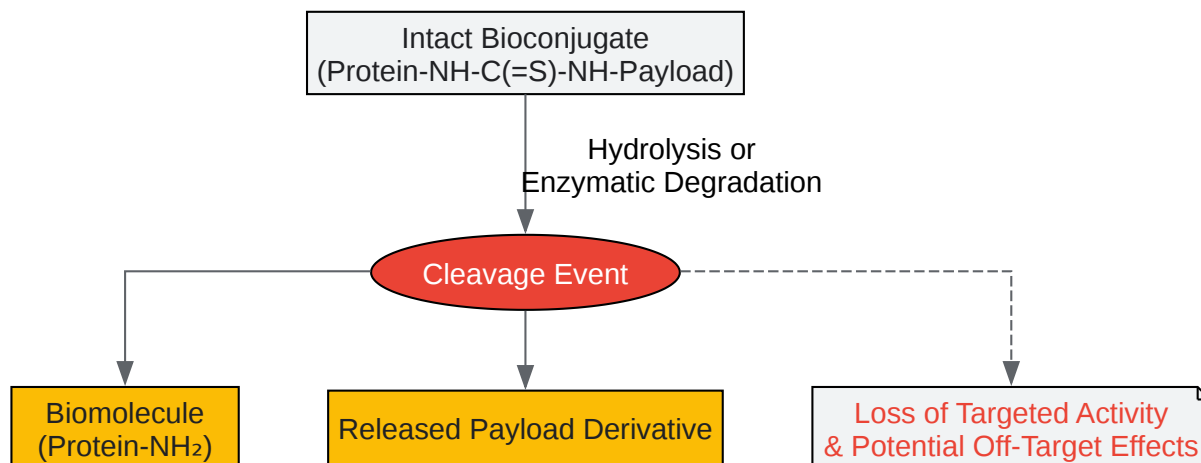 Intact Bioconjugate
(Protein-NH-C(=S)-NH-Payload)
Hydrolysis or
Enzymatic Degradation
Cleavage Event
Biomolecule
(Protein-NH₂)
Released Payload Derivative
Loss of Targeted Activity
& Potential Off-Target Effects